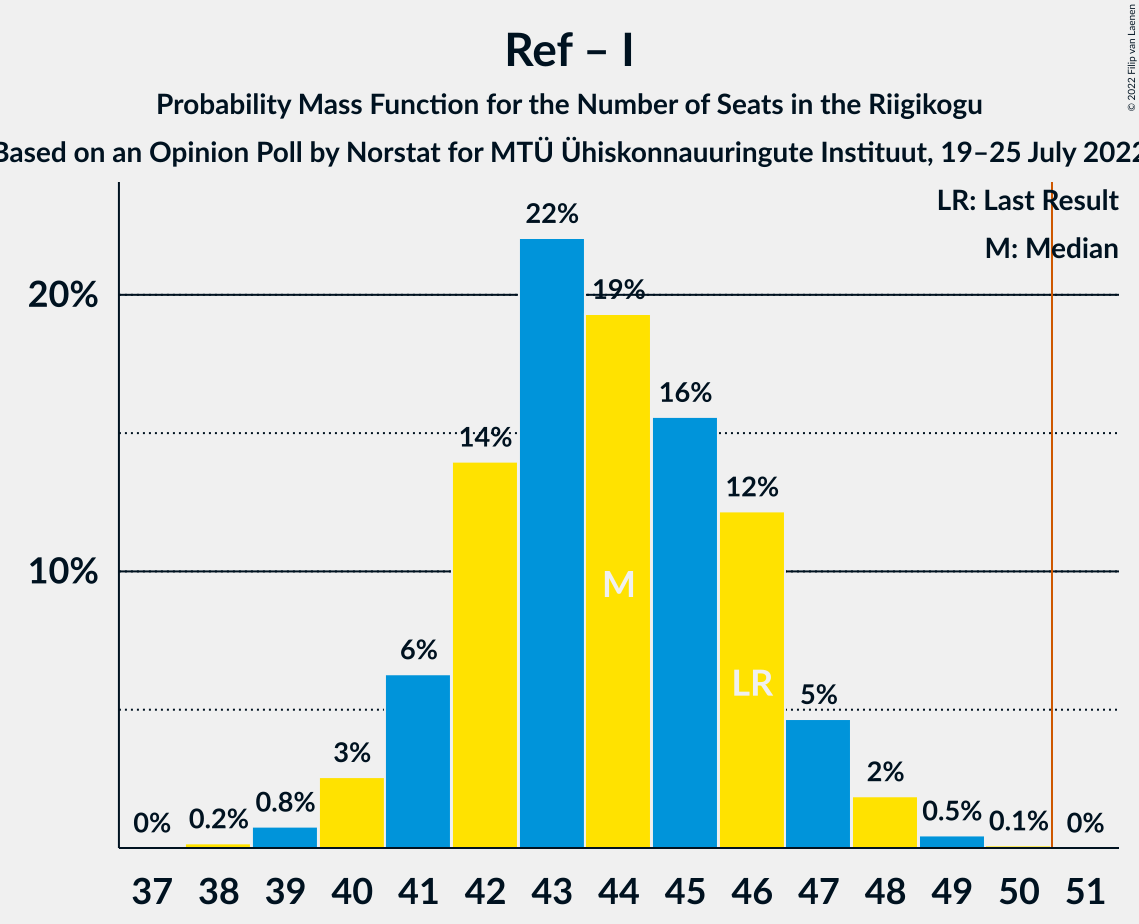 Ref – I
Probability Mass Function for the Number of Seats in the Riigikogu
Based on an Opinion Poll by Norstat for MTÜ Ühiskonnauuringute Instituut, 19–25 July 2022
© 2022 Filip van Laenen
LR: Last Result
M: Median
20%
10%
0%
0.2%
0.8%
3%
6%
14%
22%
19%
16%
12%
5%
2%
0.5%
0.1%
0%
M
LR
37 38 39 40 41 42 43 44 45 46 47 48 49 50 51